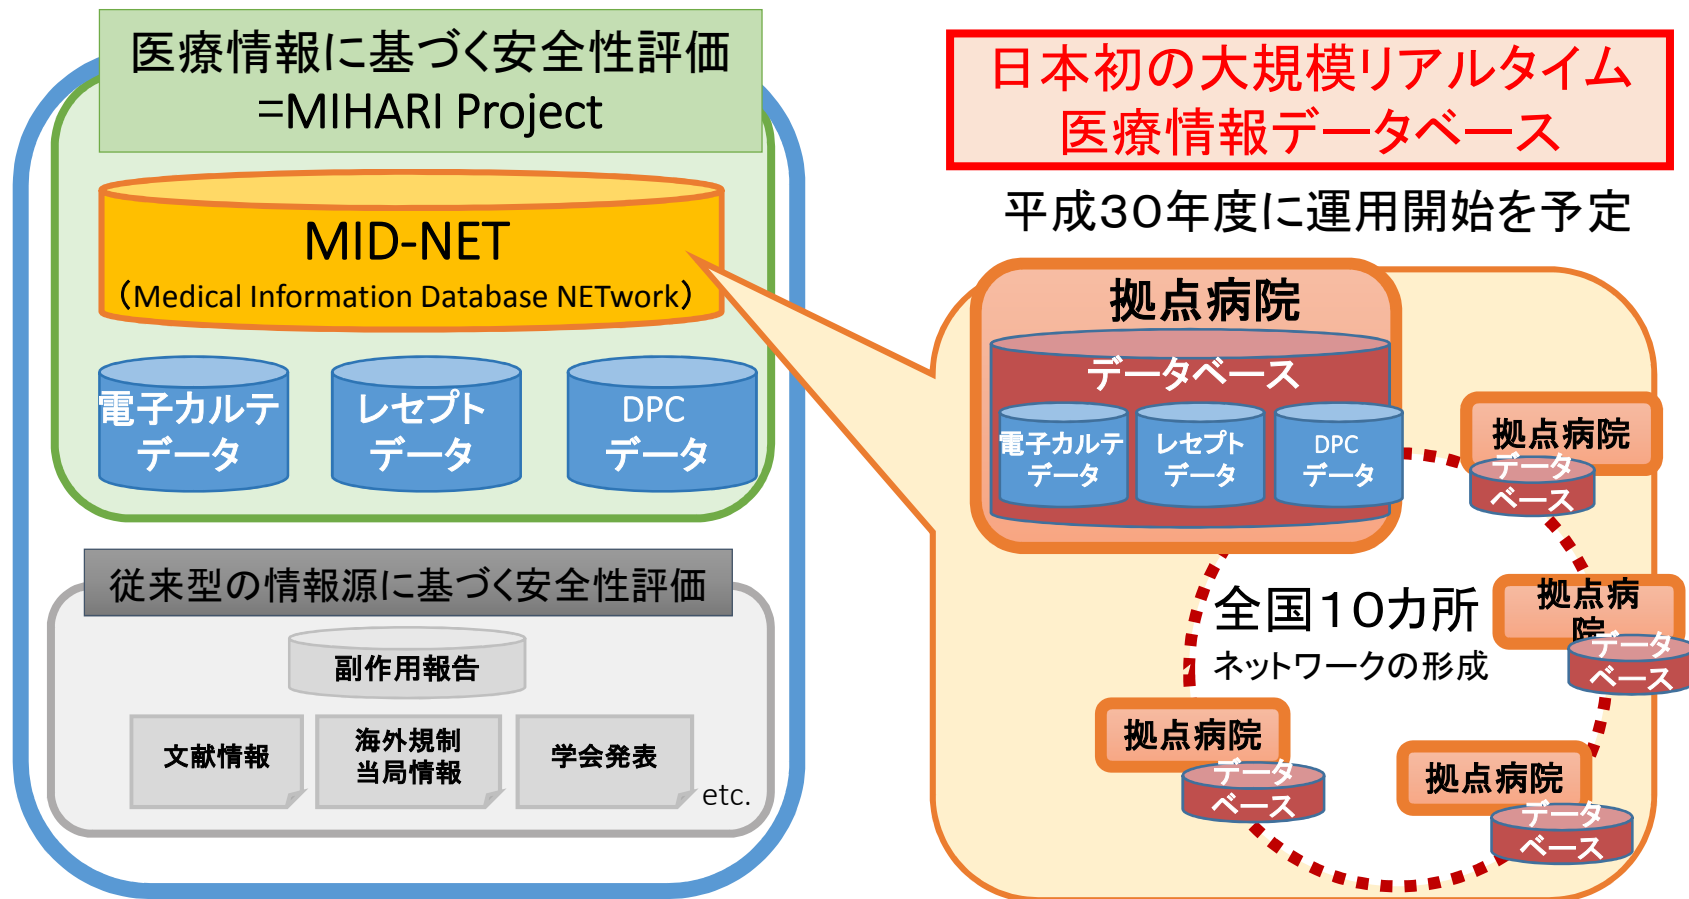 医療情報に基づく安全性評価
=MIHARI Project
MID-NET
（Medical Information Database NETwork）
電子カルテ
データ
レセプト
データ
DPC
データ
従来型の情報源に基づく安全性評価
副作用報告
文献情報
海外規制
当局情報
学会発表
etc.
日本初の大規模リアルタイム
医療情報データベース
平成３０年度に運用開始を予定
拠点病院
データベース
電子カルテ
データ
レセプト
データ
DPC
データ
拠点病院
データ
ベース
拠点病
院
データ
ベース
全国１０カ所
ネットワークの形成
拠点病院
データ
ベース
拠点病院
データ
ベース